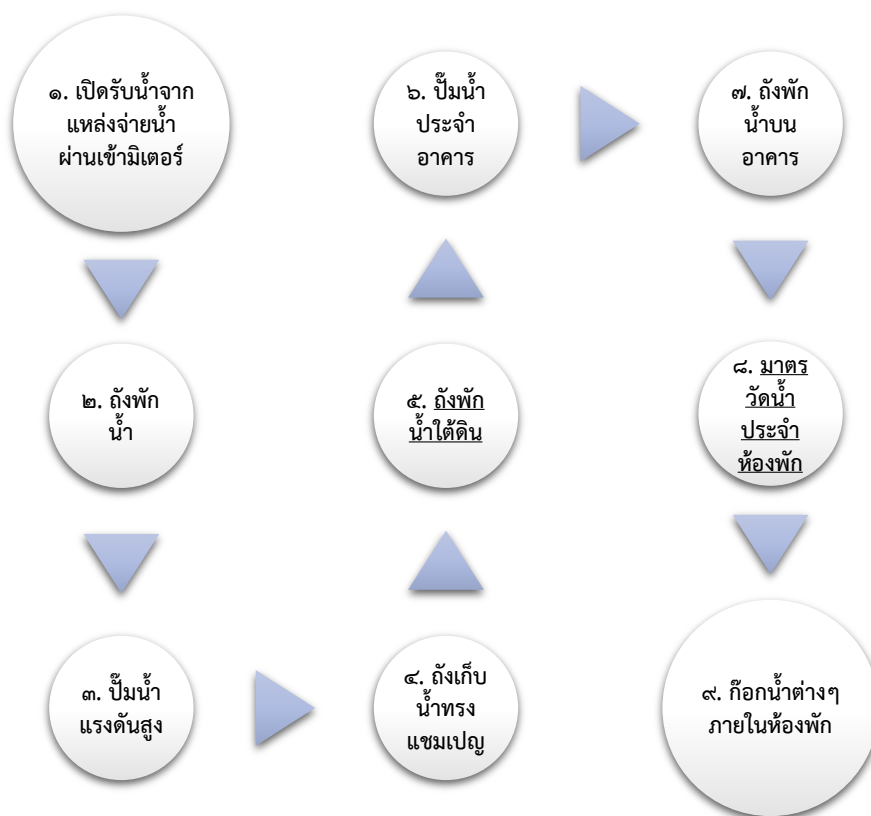 ๑. เปิดรับน้ำจาก
แหล่งจ่ายน้ำ
ผ่านเข้ามิเตอร์
๒. ถังพัก
น้ำ
๓. ปั๊มน้ำ
แรงดันสูง
๔. ถังเก็บ
น้ำทรง
แชมเปญ
๕. ถังพัก
น้ำใต้ดิน
๖. ปั๊มน้ำ
ประจำ
อาคาร
๗. ถังพัก
น้ำบน
อาคาร
๘. มาตร
วัดน้ำ
ประจำ
ห้องพัก
๙. ก๊อกน้ำต่างๆ
ภายในห้องพัก